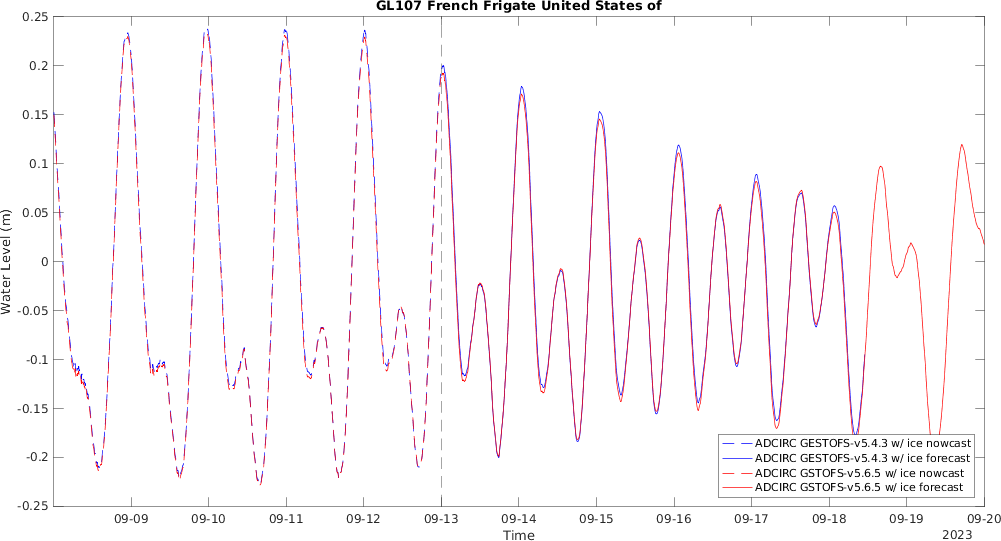 GL107 French Frigate United States of
0.25
0.2
0.15
0.1
0.05
0
-0.05
-0.1
-0.15
-0.2
-0.25
Water Level (m)
ADCIRC GESTOFS-v5.4.3 w/ ice nowcast
ADCIRC GESTOFS-v5.4.3 w/ ice forecast
ADCIRC GSTOFS-v5.6.5 w/ ice nowcast
ADCIRC GSTOFS-v5.6.5 w/ ice forecast
09-09 09-10 09-11 09-12 09-13 09-14 09-15 09-16 09-17 09-18 09-19 09-20
Time
2023